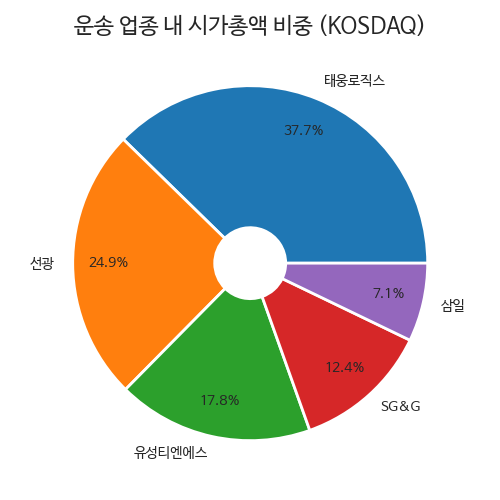 운송 업종 내 시가총액 비중 (KOSDAQ)
태웅로직스
37.7%
선광
24.9%
유성티엔에스
17.8%
SG&G
12.4%
삼일
7.1%